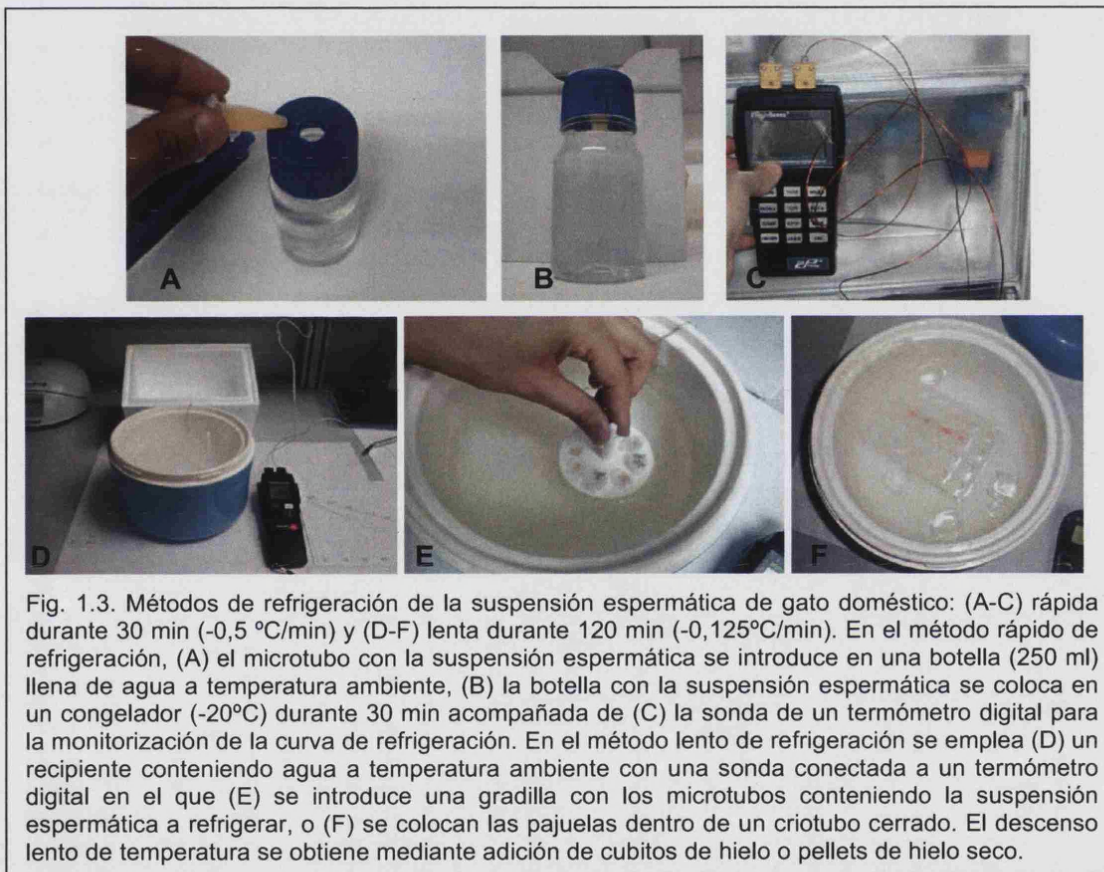 A
B
C
D
E
F
Fig. 1.3. Métodos de refrigeración de la suspensión espermática de gato doméstico: (A-C) rápida
durante 30 min (-0,5 ºC/min) y (D-F) lenta durante 120 min (-0,125ºC/min). En el método rápido de
refrigeración, (A) el microtubo con la suspensión espermática se introduce en una botella (250 ml)
llena de agua a temperatura ambiente, (B) la botella con la suspensión espermática se coloca en
un congelador (-20ºC) durante 30 min acompañada de (C) la sonda de un termómetro digital para
la monitorización de la curva de refrigeración. En el método lento de refrigeración se emplea (D) un
recipiente conteniendo agua a temperatura ambiente con una sonda conectada a un termómetro
digital en el que (E) se introduce una gradilla con los microtubos conteniendo la suspensión
espermática a refrigerar, o (F) se colocan las pajuelas dentro de un criotubo cerrado. El descenso
lento de temperatura se obtiene mediante adición de cubitos de hielo o pellets de hielo seco.